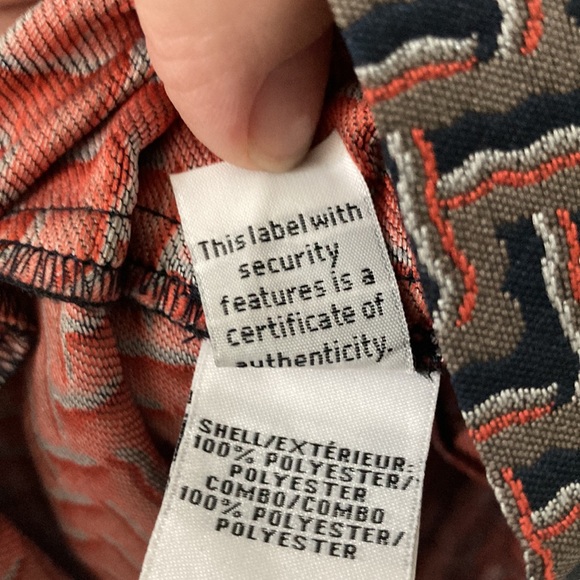 This label with
security
features is a
certificate of
authenticity.
SHELL/EXTÉRIEUR:
100% POLYESTER/
POLYESTER
COMBO/COMBO
100% POLYESTER/
POLYESTER